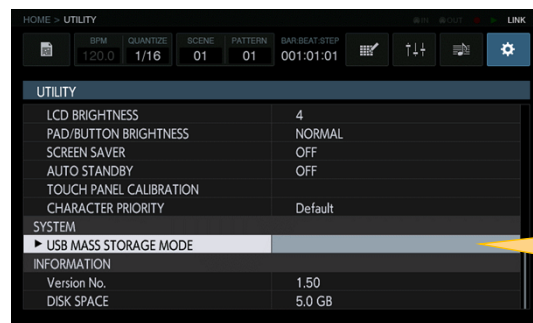 HOME > UTILITY IN OUT LINK
BPM QUANTIZE SCENE PATTERN BAR:BEAT:STEP
120.0 1/16 01 01 001:01:01
UTILITY
LCD BRIGHTNESS 4
PAD/BUTTON BRIGHTNESS NORMAL
SCREEN SAVER OFF
AUTO STANDBY OFF
TOUCH PANEL CALIBRATION
CHARACTER PRIORITY Default
SYSTEM
USB MASS STORAGE MODE
INFORMATION
Version No. 1.50
DISK SPACE 5.0 GB